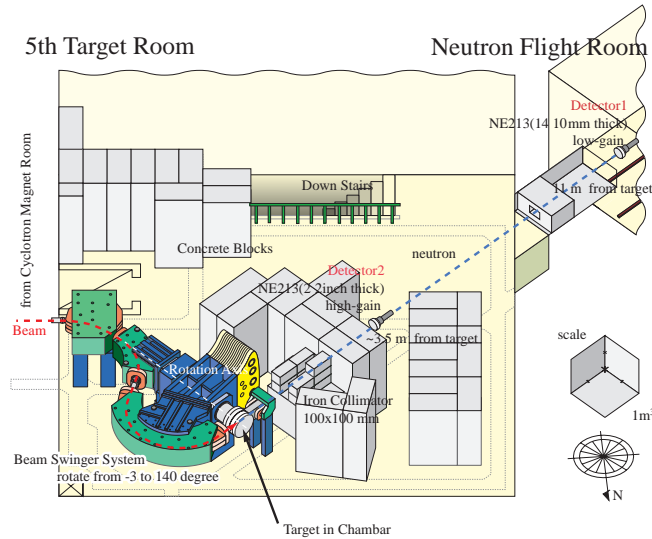 5th Target Room
Neutron Flight Room
Detector1
NE213(14 10mm thick)
low-gain
11 m from target
from Cyclotron Magnet Room
Down Stairs
Concrete Blocks
neutron
Detector2
NE213(2 2inch thick)
high-gain
~3.5 m from target
Beam
Rotation Axis
scale
Iron Collimator
100x100 mm
1m³
Beam Swinger System
rotate from -3 to 140 degree
N
Target in Chambar